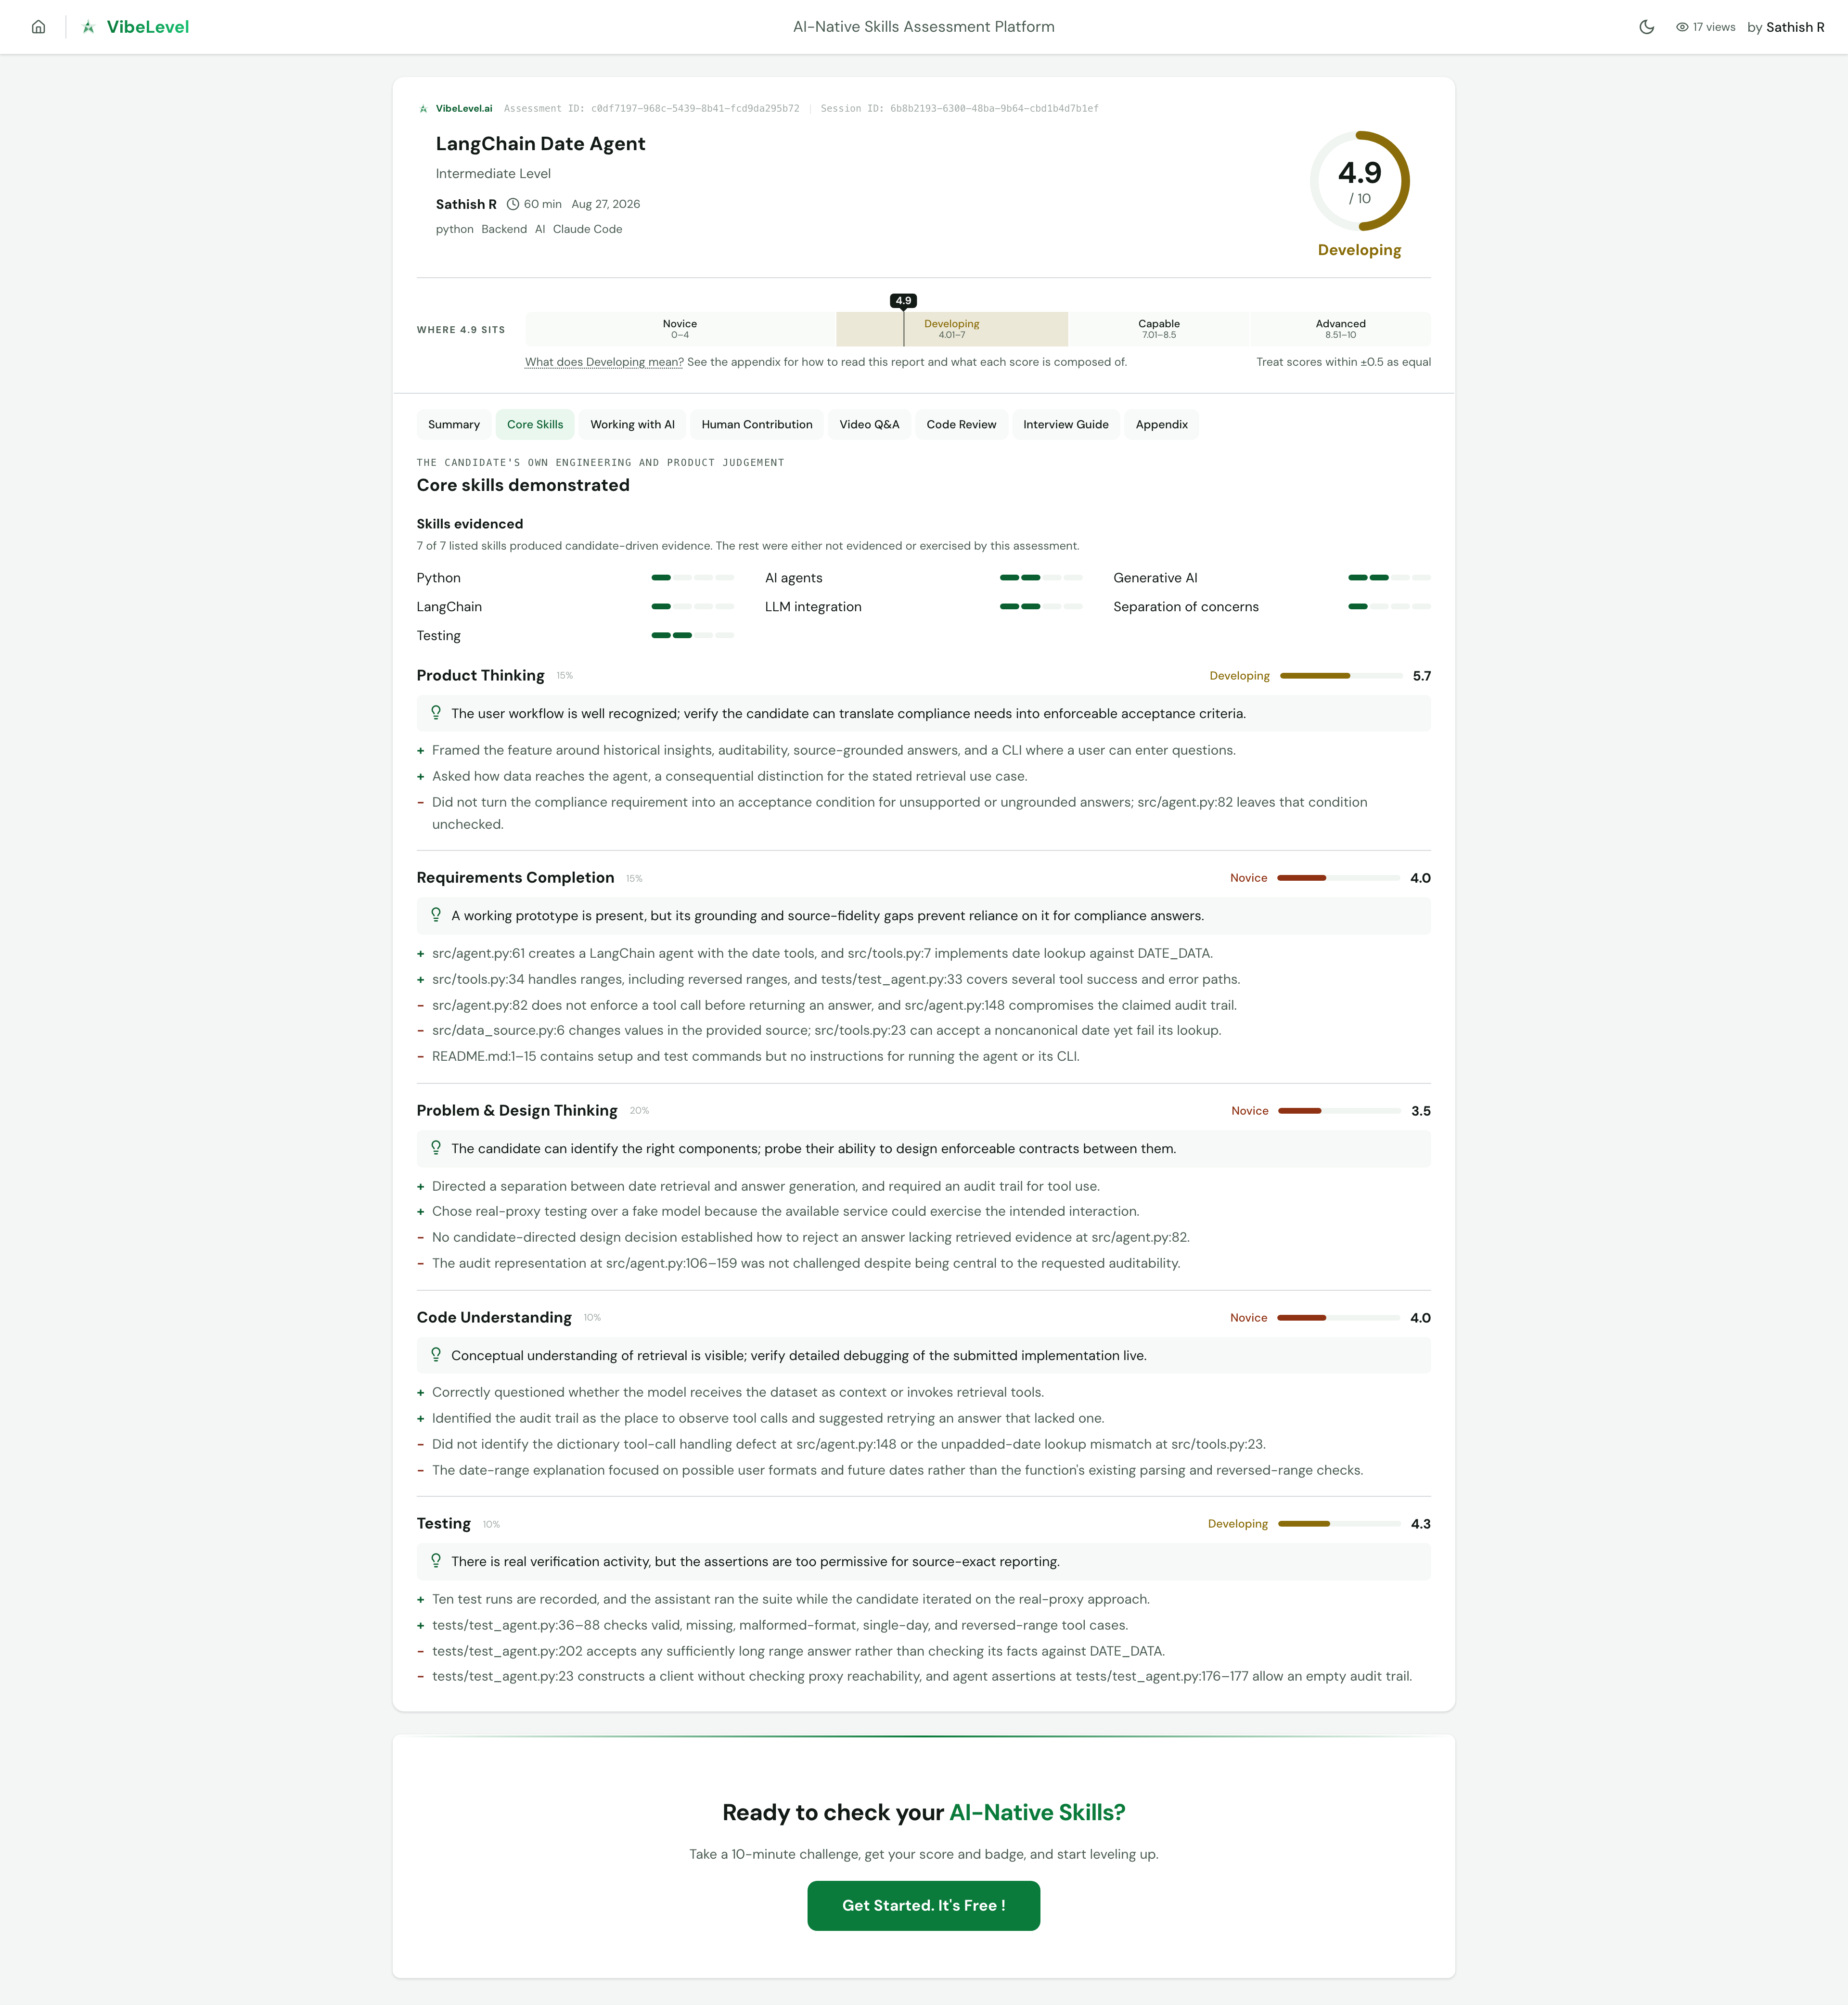 VibeLevel
AI-Native Skills Assessment Platform
17 views by Sathish R
VibeLevel.ai Assessment ID: c0df7197-968c-5439-8b41-fcd9da295b72 | Session ID: 6b8b2193-6300-48ba-9b64-cbd1b4d7b1ef
LangChain Date Agent
Intermediate Level
Sathish R 60 min Aug 27, 2026
python Backend AI Claude Code
4.9
/ 10
Developing
4.9
WHERE 4.9 SITS
Novice
0–4
Developing
4.01–7
Capable
7.01–8.5
Advanced
8.51–10
What does Developing mean? See the appendix for how to read this report and what each score is composed of.
Treat scores within ±0.5 as equal
Summary Core Skills Working with AI Human Contribution Video Q&A Code Review Interview Guide Appendix
THE CANDIDATE'S OWN ENGINEERING AND PRODUCT JUDGEMENT
Core skills demonstrated
Skills evidenced
7 of 7 listed skills produced candidate-driven evidence. The rest were either not evidenced or exercised by this assessment.
Python AI agents Generative AI
LangChain LLM integration Separation of concerns
Testing
Product Thinking 15% Developing 5.7
The user workflow is well recognized; verify the candidate can translate compliance needs into enforceable acceptance criteria.
+ Framed the feature around historical insights, auditability, source-grounded answers, and a CLI where a user can enter questions.
+ Asked how data reaches the agent, a consequential distinction for the stated retrieval use case.
– Did not turn the compliance requirement into an acceptance condition for unsupported or ungrounded answers; src/agent.py:82 leaves that condition
unchecked.
Requirements Completion 15% Novice 4.0
A working prototype is present, but its grounding and source-fidelity gaps prevent reliance on it for compliance answers.
+ src/agent.py:61 creates a LangChain agent with the date tools, and src/tools.py:7 implements date lookup against DATE_DATA.
+ src/tools.py:34 handles ranges, including reversed ranges, and tests/test_agent.py:33 covers several tool success and error paths.
– src/agent.py:82 does not enforce a tool call before returning an answer, and src/agent.py:148 compromises the claimed audit trail.
– src/data_source.py:6 changes values in the provided source; src/tools.py:23 can accept a noncanonical date yet fail its lookup.
– README.md:1–15 contains setup and test commands but no instructions for running the agent or its CLI.
Problem & Design Thinking 20% Novice 3.5
The candidate can identify the right components; probe their ability to design enforceable contracts between them.
+ Directed a separation between date retrieval and answer generation, and required an audit trail for tool use.
+ Chose real-proxy testing over a fake model because the available service could exercise the intended interaction.
– No candidate-directed design decision established how to reject an answer lacking retrieved evidence at src/agent.py:82.
– The audit representation at src/agent.py:106–159 was not challenged despite being central to the requested auditability.
Code Understanding 10% Novice 4.0
Conceptual understanding of retrieval is visible; verify detailed debugging of the submitted implementation live.
+ Correctly questioned whether the model receives the dataset as context or invokes retrieval tools.
+ Identified the audit trail as the place to observe tool calls and suggested retrying an answer that lacked one.
– Did not identify the dictionary tool-call handling defect at src/agent.py:148 or the unpadded-date lookup mismatch at src/tools.py:23.
– The date-range explanation focused on possible user formats and future dates rather than the function's existing parsing and reversed-range checks.
Testing 10% Developing 4.3
There is real verification activity, but the assertions are too permissive for source-exact reporting.
+ Ten test runs are recorded, and the assistant ran the suite while the candidate iterated on the real-proxy approach.
+ tests/test_agent.py:36–88 checks valid, missing, malformed-format, single-day, and reversed-range tool cases.
– tests/test_agent.py:202 accepts any sufficiently long range answer rather than checking its facts against DATE_DATA.
– tests/test_agent.py:23 constructs a client without checking proxy reachability, and agent assertions at tests/test_agent.py:176–177 allow an empty audit trail.
Ready to check your AI-Native Skills?
Take a 10-minute challenge, get your score and badge, and start leveling up.
Get Started. It's Free !